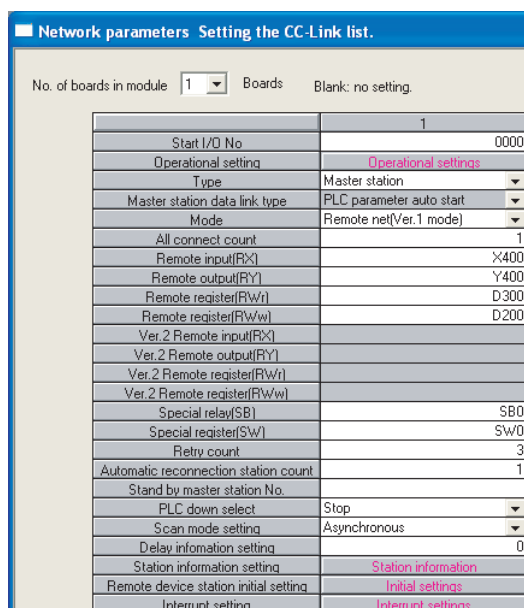 Network parameters Setting the CC-Link list.
No. of boards in module 1 Boards Blank: no setting.
1
Start I/O No 0000
Operational setting Operational settings
Type Master station
Master station data link type PLC parameter auto start
Mode Remote net(Ver.1 mode)
All connect count 1
Remote input(RX) X400
Remote output(RY) Y400
Remote register(RWr) D300
Remote register(RWw) D200
Ver.2 Remote input(RX)
Ver.2 Remote output(RY)
Ver.2 Remote register(RWr)
Ver.2 Remote register(RWw)
Special relay(SB) SB0
Special register(SW) SW0
Retry count 3
Automatic reconnection station count 1
Stand by master station No.
PLC down select Stop
Scan mode setting Asynchronous
Delay infomation setting 0
Station information setting Station information
Remote device station initial setting Initial settings
Interrupt setting Interrupt settings